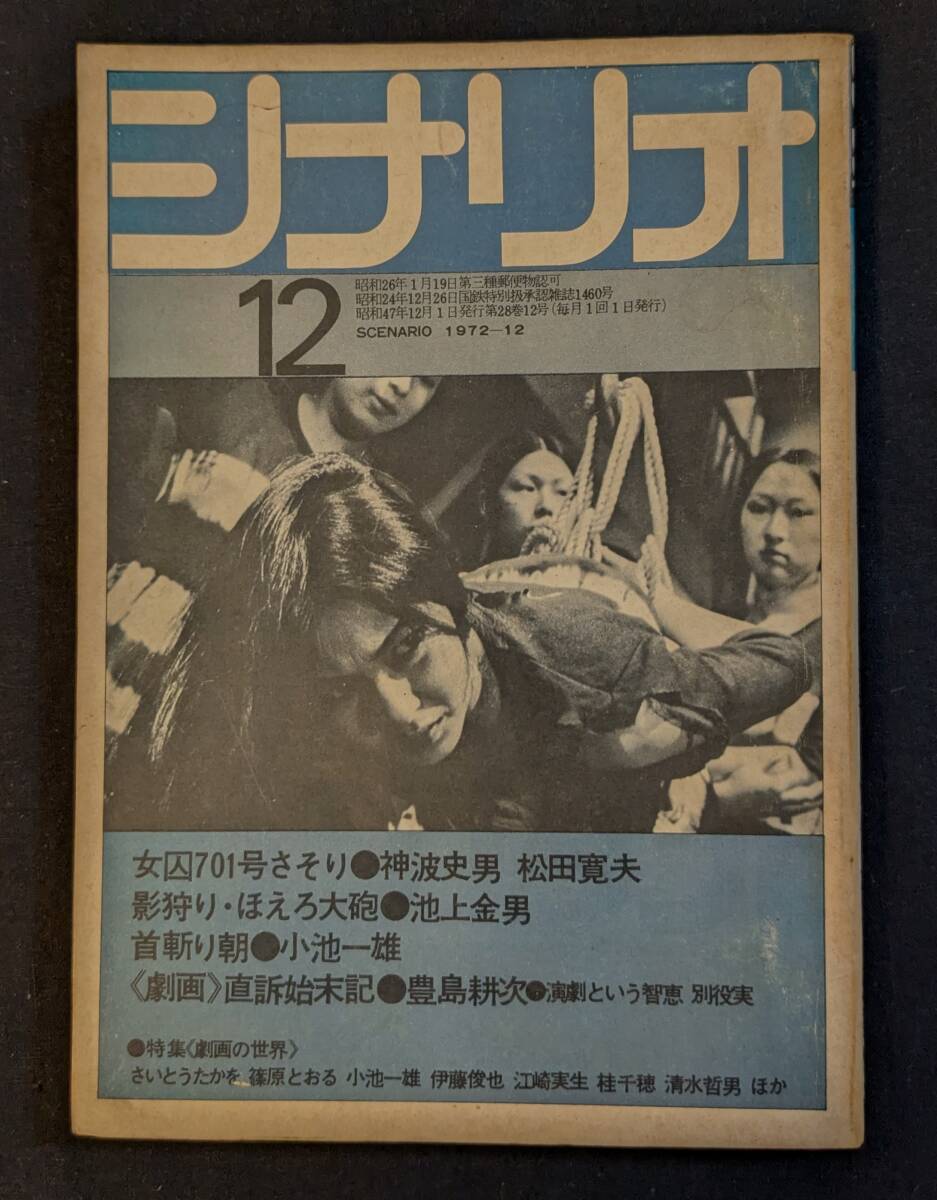 シナリオ
12
昭和26年1月19日第三種郵便物認可
昭和24年12月26日国鉄特別扱承認雑誌1460号
昭和47年12月1日発行第28巻12号(毎月1回1日発行)
SCENARIO 1972—12
女囚701号さそり●神波史男 松田寛夫
影狩り・ほえろ大砲●池上金男
首斬り朝●小池一雄
《劇画》直訴始末記●豊島耕次●演劇という智恵 別役実
●特集《劇画の世界》
さいとうたかを 篠原とおる 小池一雄 伊藤俊也 江崎実生 桂千穂 清水哲男 ほか